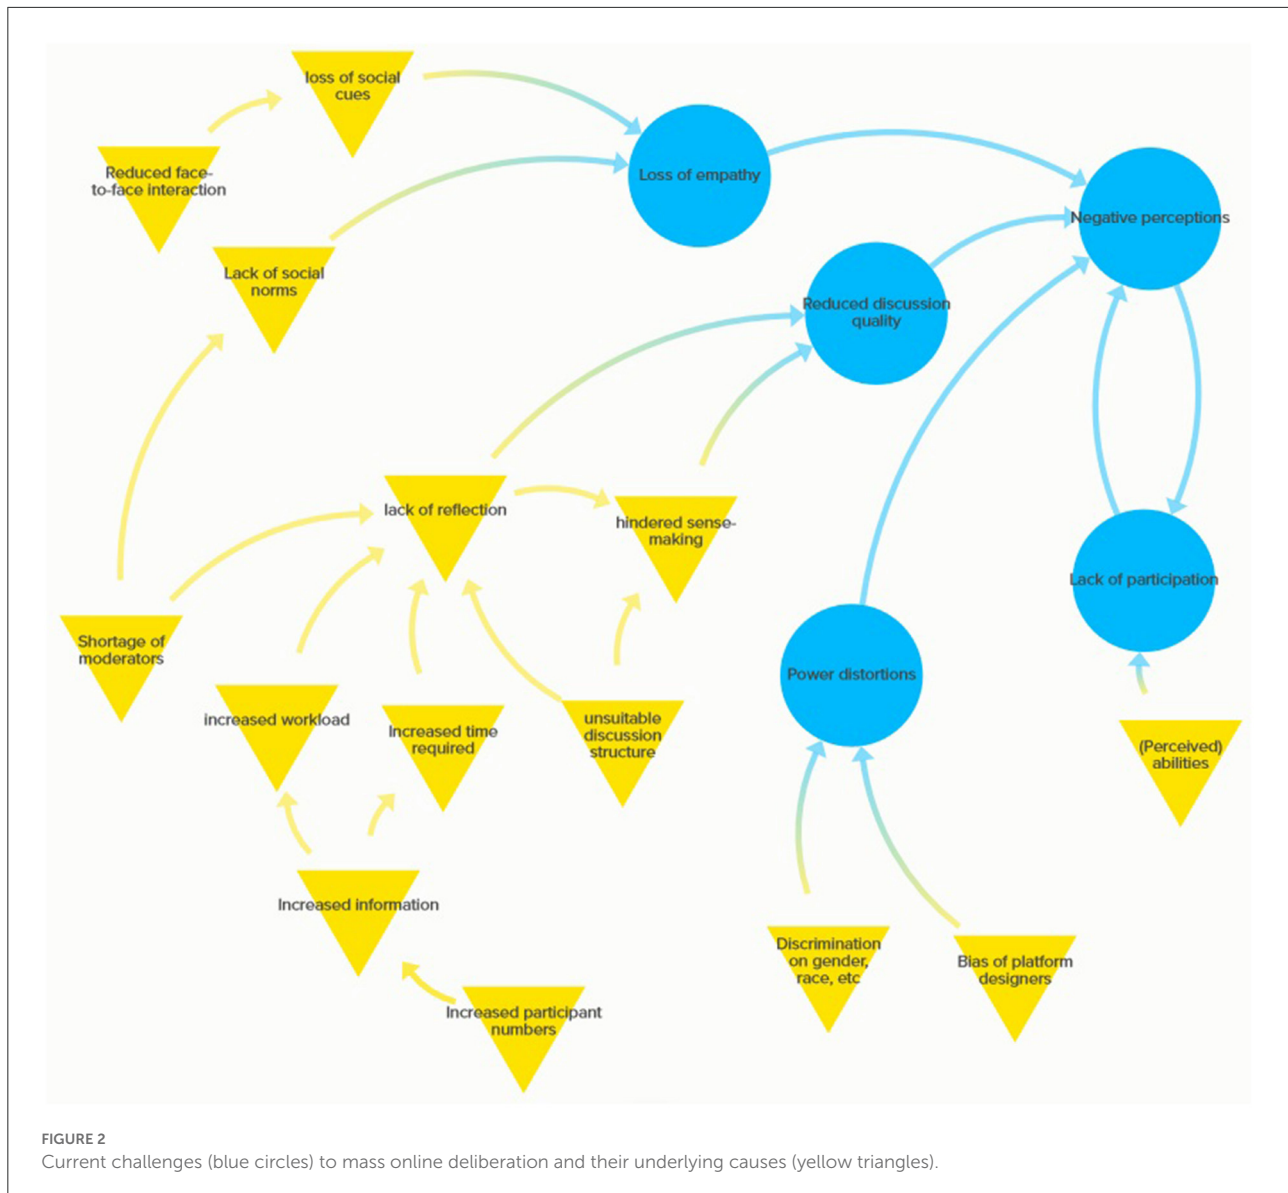 loss of social
cues
Reduced face-
to-face interaction
Loss of empathy
Negative perceptions
Lack of social
norms
Reduced discussion
quality
lack of reflection
hindered sense-
making
Lack of participation
Shortage of
moderators
Power distortions
increased workload
Increased time
required
unsuitable
discussion
structure
(Perceived)
abilities
Increased information
Discrimination
on gender,
race, etc
Bias of platform
designers
Increased participant
numbers
FIGURE 2
Current challenges (blue circles) to mass online deliberation and their underlying causes (yellow triangles).